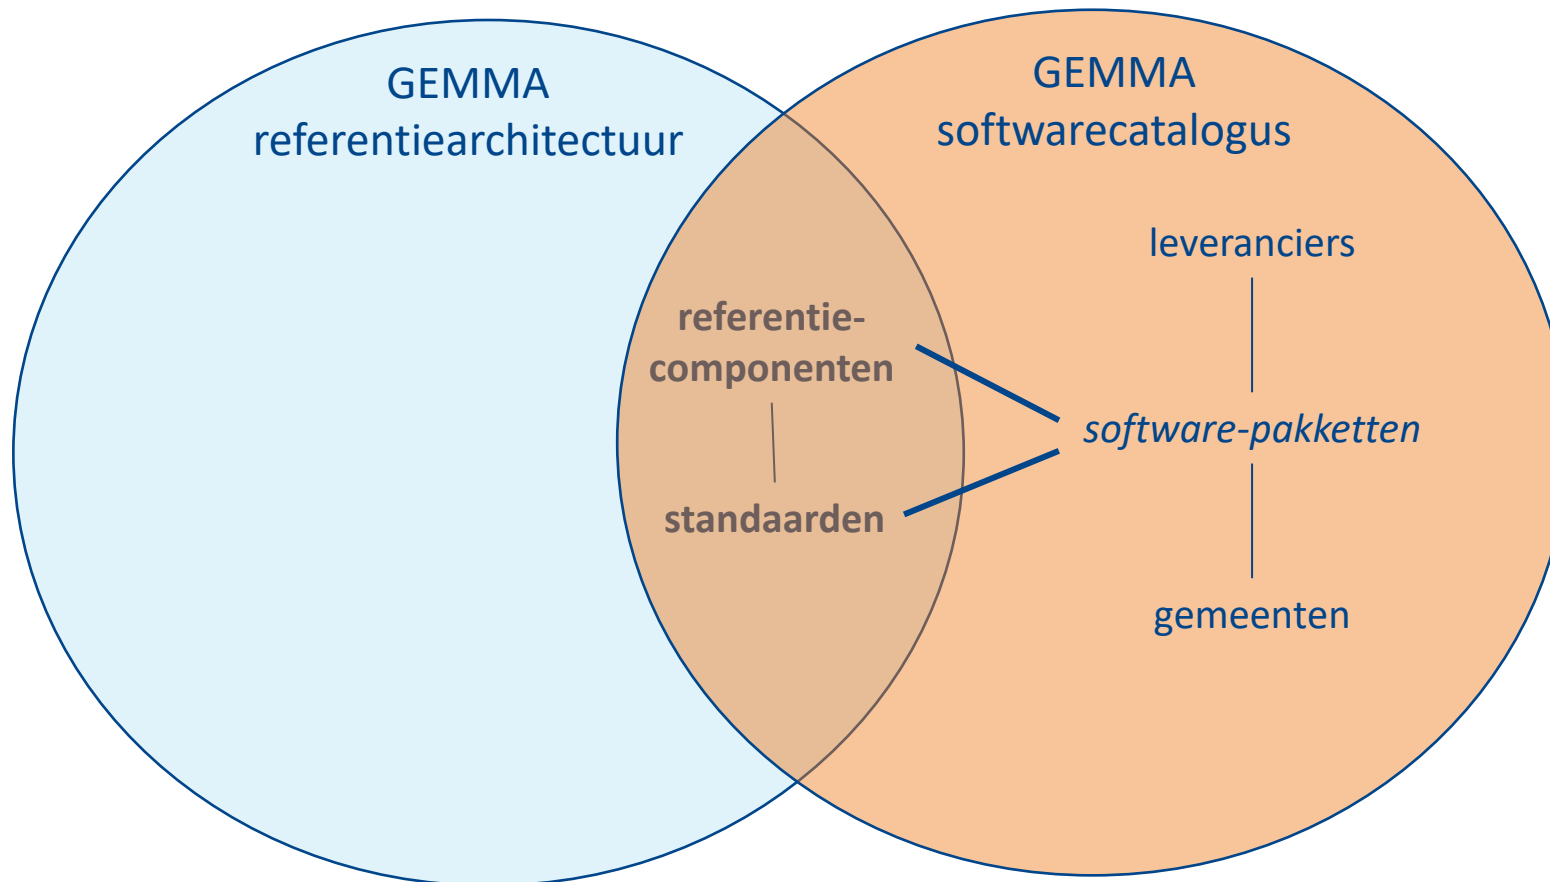 GEMMA
referentiearchitectuur
GEMMA
softwarecatalogus
leveranciers
referentie-
componenten
software-pakketten
standaarden
gemeenten